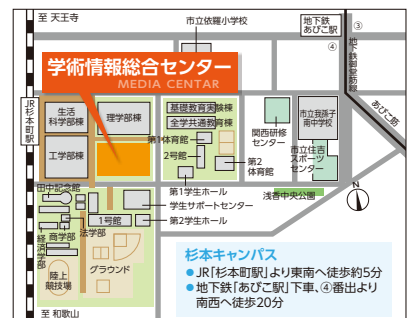 至 天王寺
市立依羅小学校
地下鉄
あびこ駅
③
④
地下鉄御堂筋線
あびこ筋
学術情報総合センター
MEDIA CENTAR
JR杉本町駅
生活
科学部棟
理学部棟
基礎教育実験棟
全学共通教育棟
第1体育館
2号館
第2
体育館
工学部棟
関西研修
センター
市立我孫子
南中学校
市立住吉
スポーツ
センター
第1学生ホール
浅香中央公園
N
田中記念館
学生サポートセンター
1号館
第2学生ホール
法学部
商学部
経済学部
陸上
競技場
グラウンド
至 和歌山
杉本キャンパス
●JR「杉本町駅」より東南へ徒歩約5分
●地下鉄「あびこ駅」下車、④番出より
南西へ徒歩20分